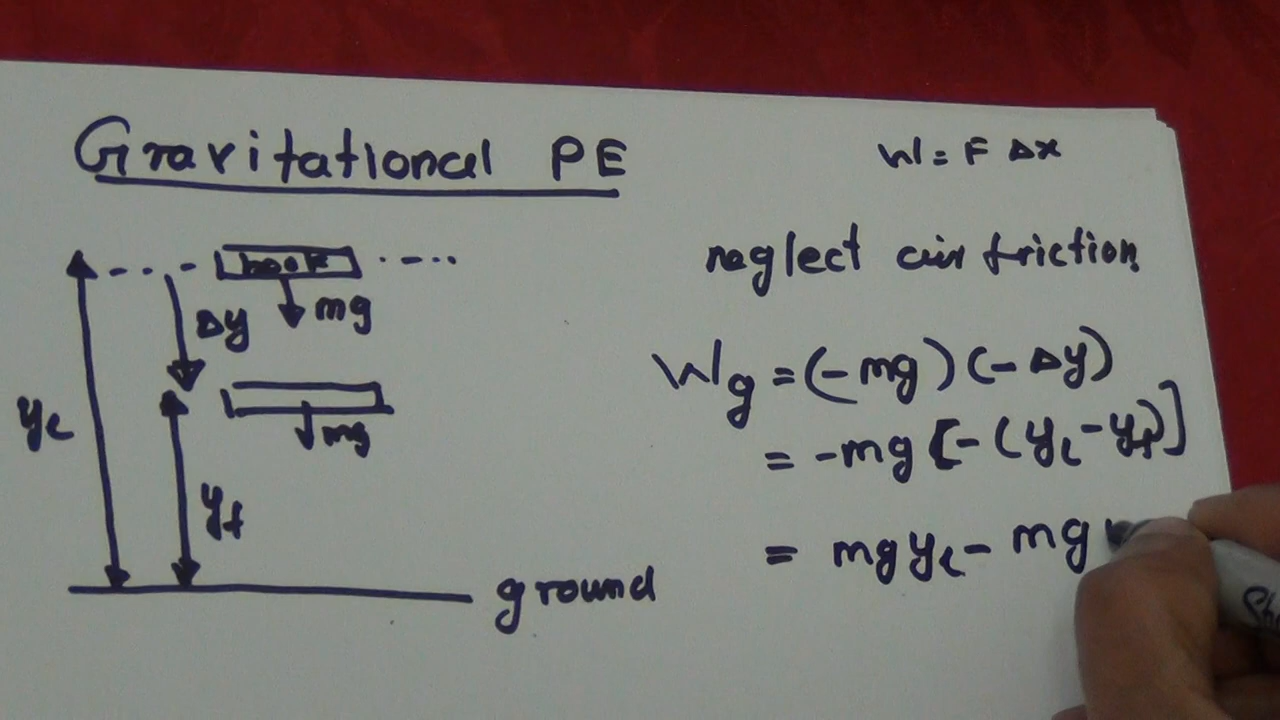 Gravitational PE
W = F Δx
neglect air friction
book
mg
Δy
mg
yi
yf
ground
Wg = (-mg)(-Δy)
= -mg [-(yi - yf)]
= mgyi - mg